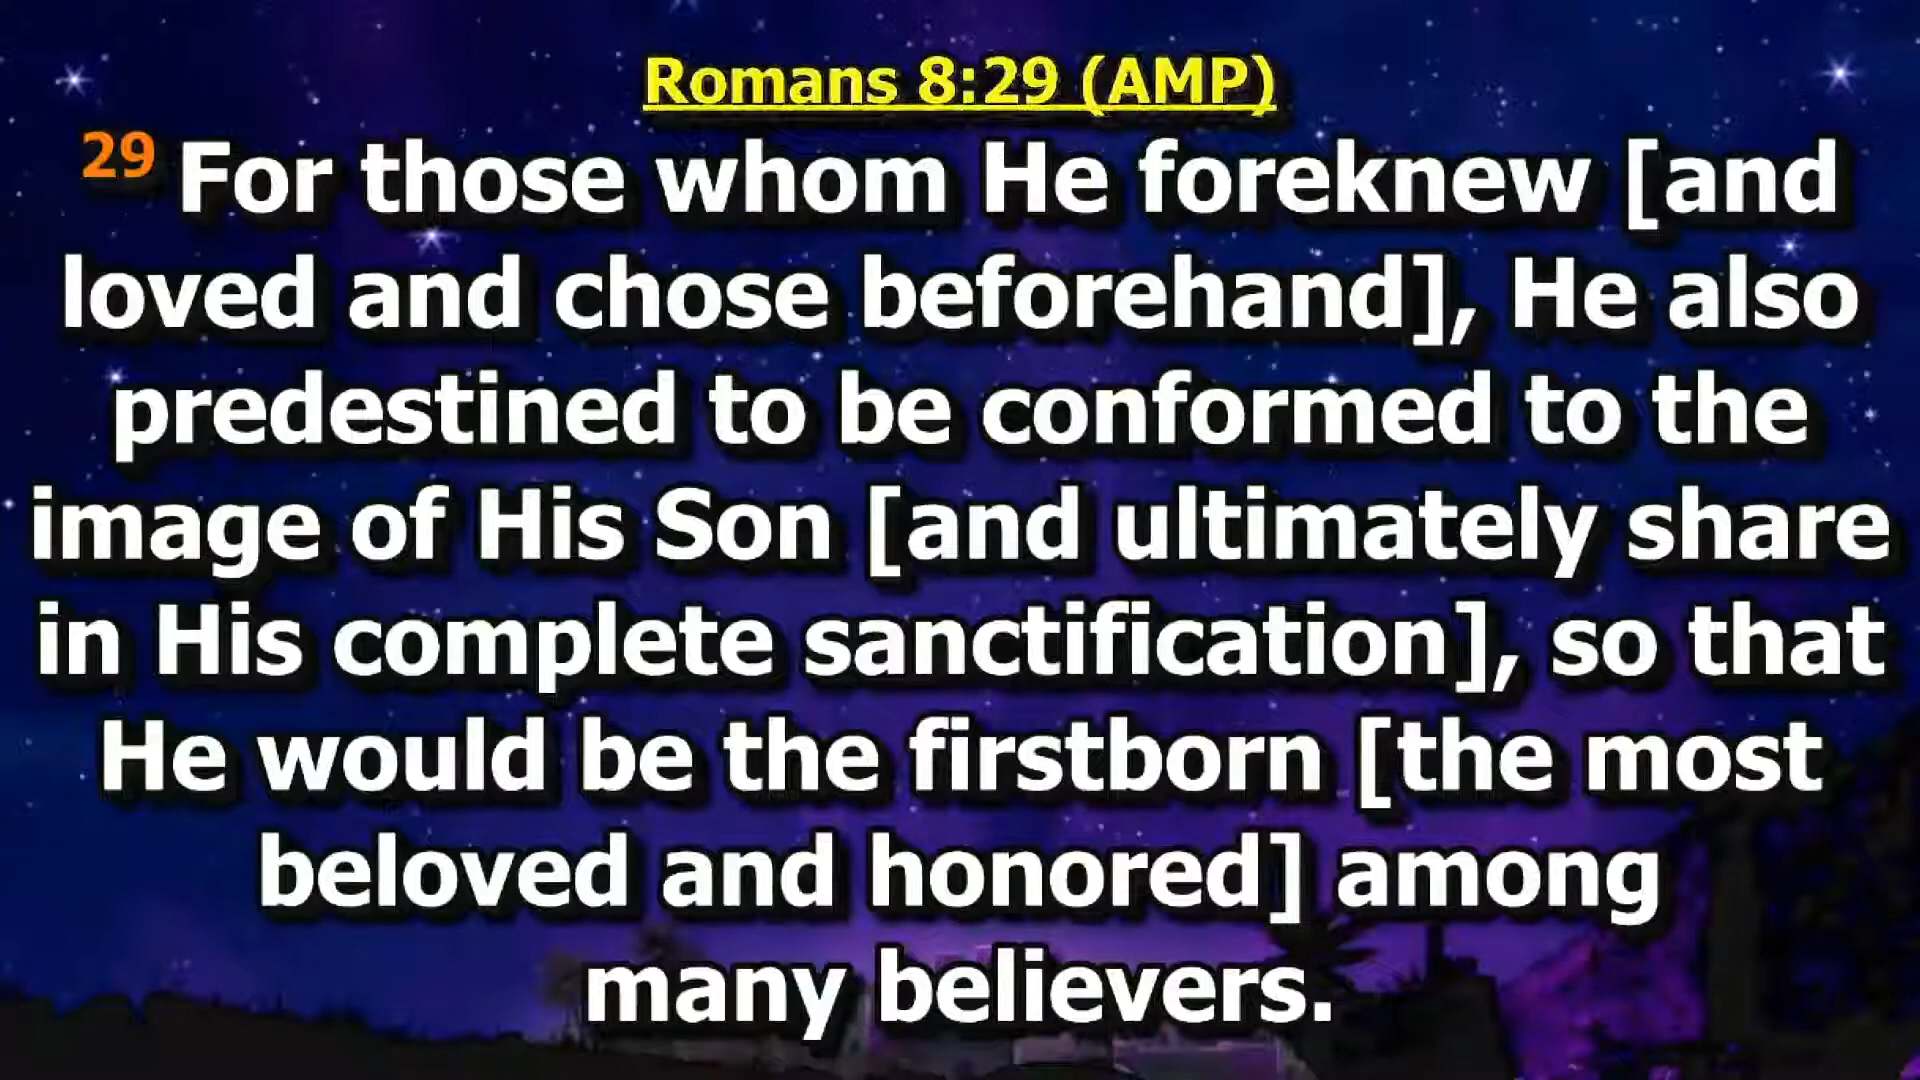 Romans 8:29 (AMP)
29 For those whom He foreknew [and
loved and chose beforehand], He also
predestined to be conformed to the
image of His Son [and ultimately share
in His complete sanctification], so that
He would be the firstborn [the most
beloved and honored] among
many believers.